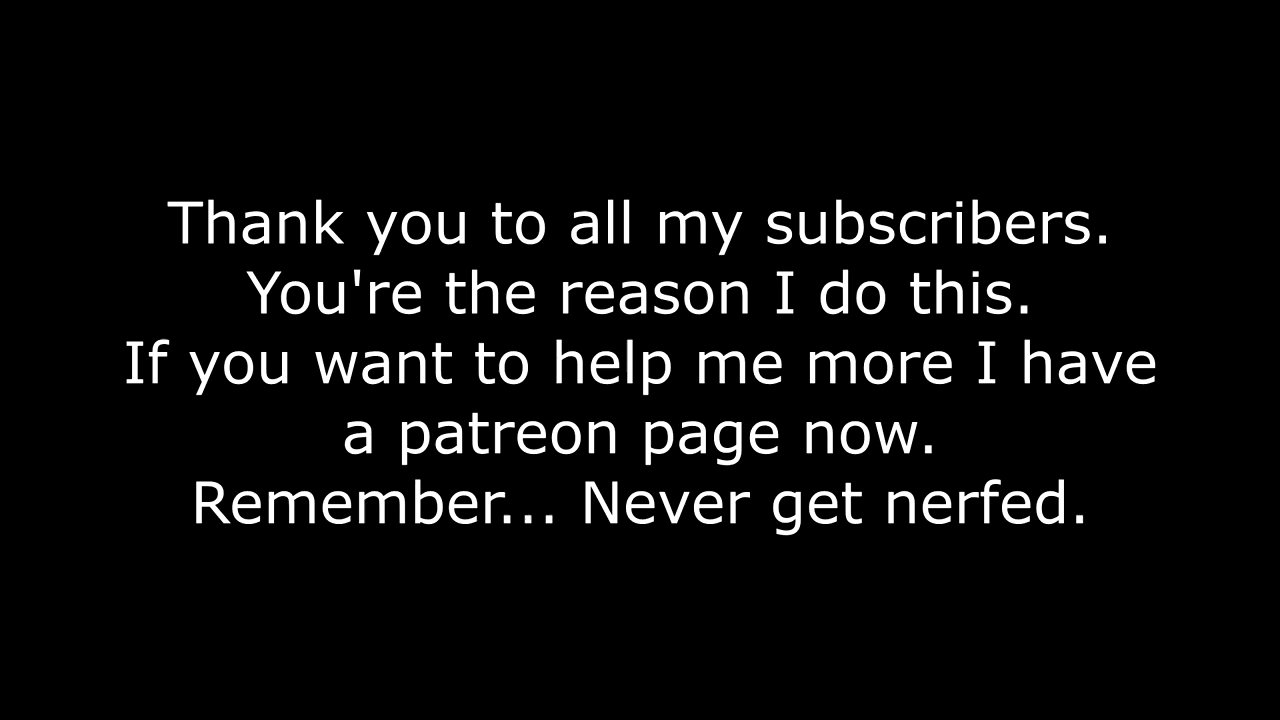 Thank you to all my subscribers.
You're the reason I do this.
If you want to help me more I have
a patreon page now.
Remember... Never get nerfed.